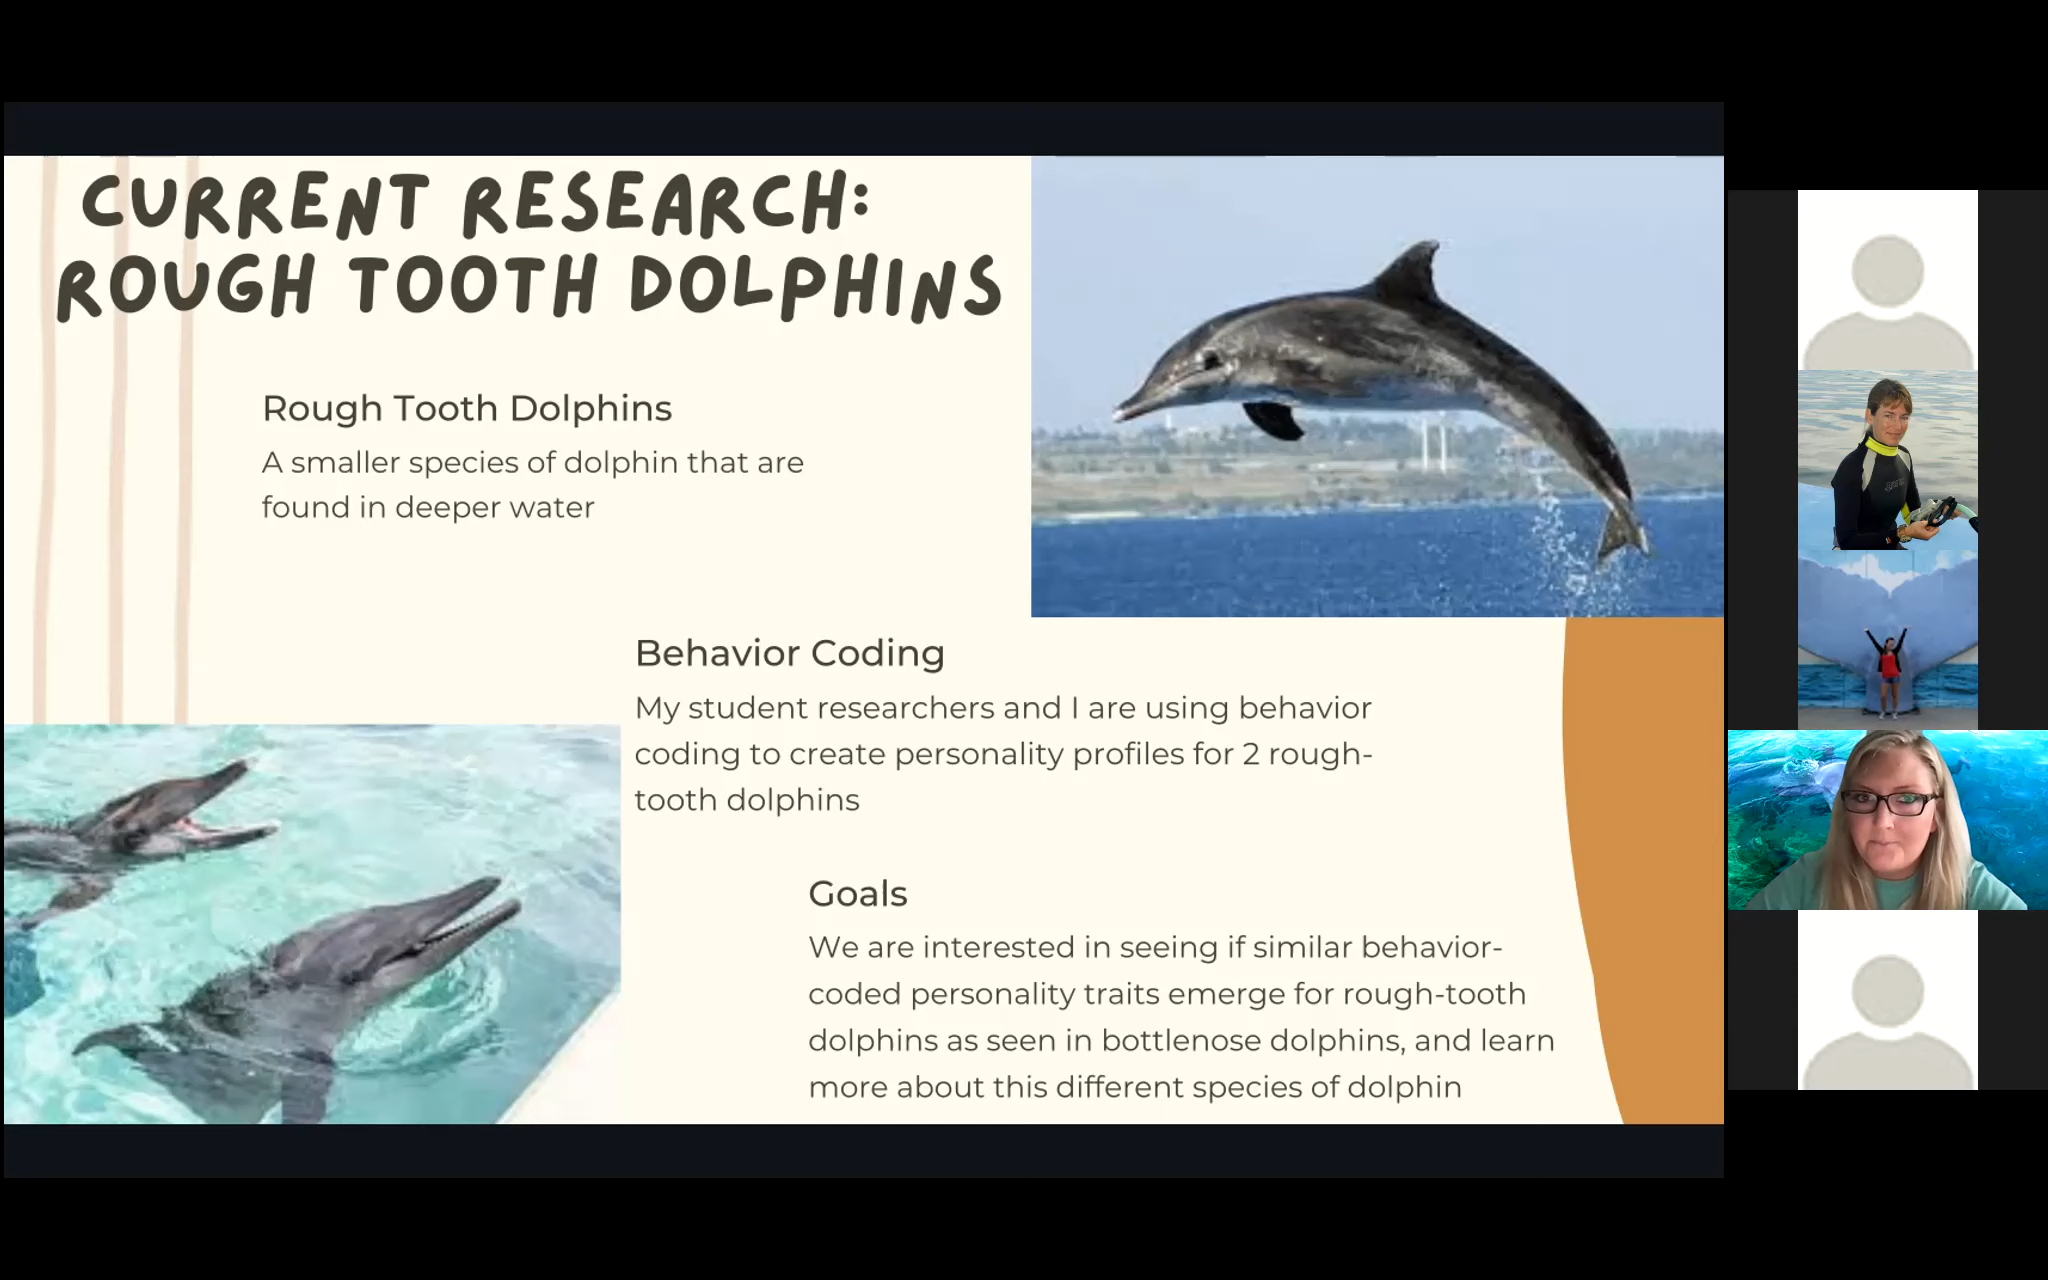 CURRENT RESEARCH:
ROUGH TOOTH DOLPHINS
Rough Tooth Dolphins
A smaller species of dolphin that are
found in deeper water
Behavior Coding
My student researchers and I are using behavior
coding to create personality profiles for 2 rough-
tooth dolphins
Goals
We are interested in seeing if similar behavior-
coded personality traits emerge for rough-tooth
dolphins as seen in bottlenose dolphins, and learn
more about this different species of dolphin